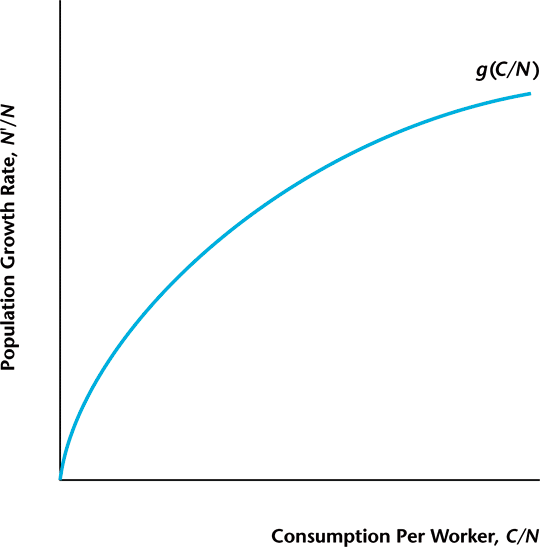 g(C/N)
Population Growth Rate, N'/N
Consumption Per Worker, C/N